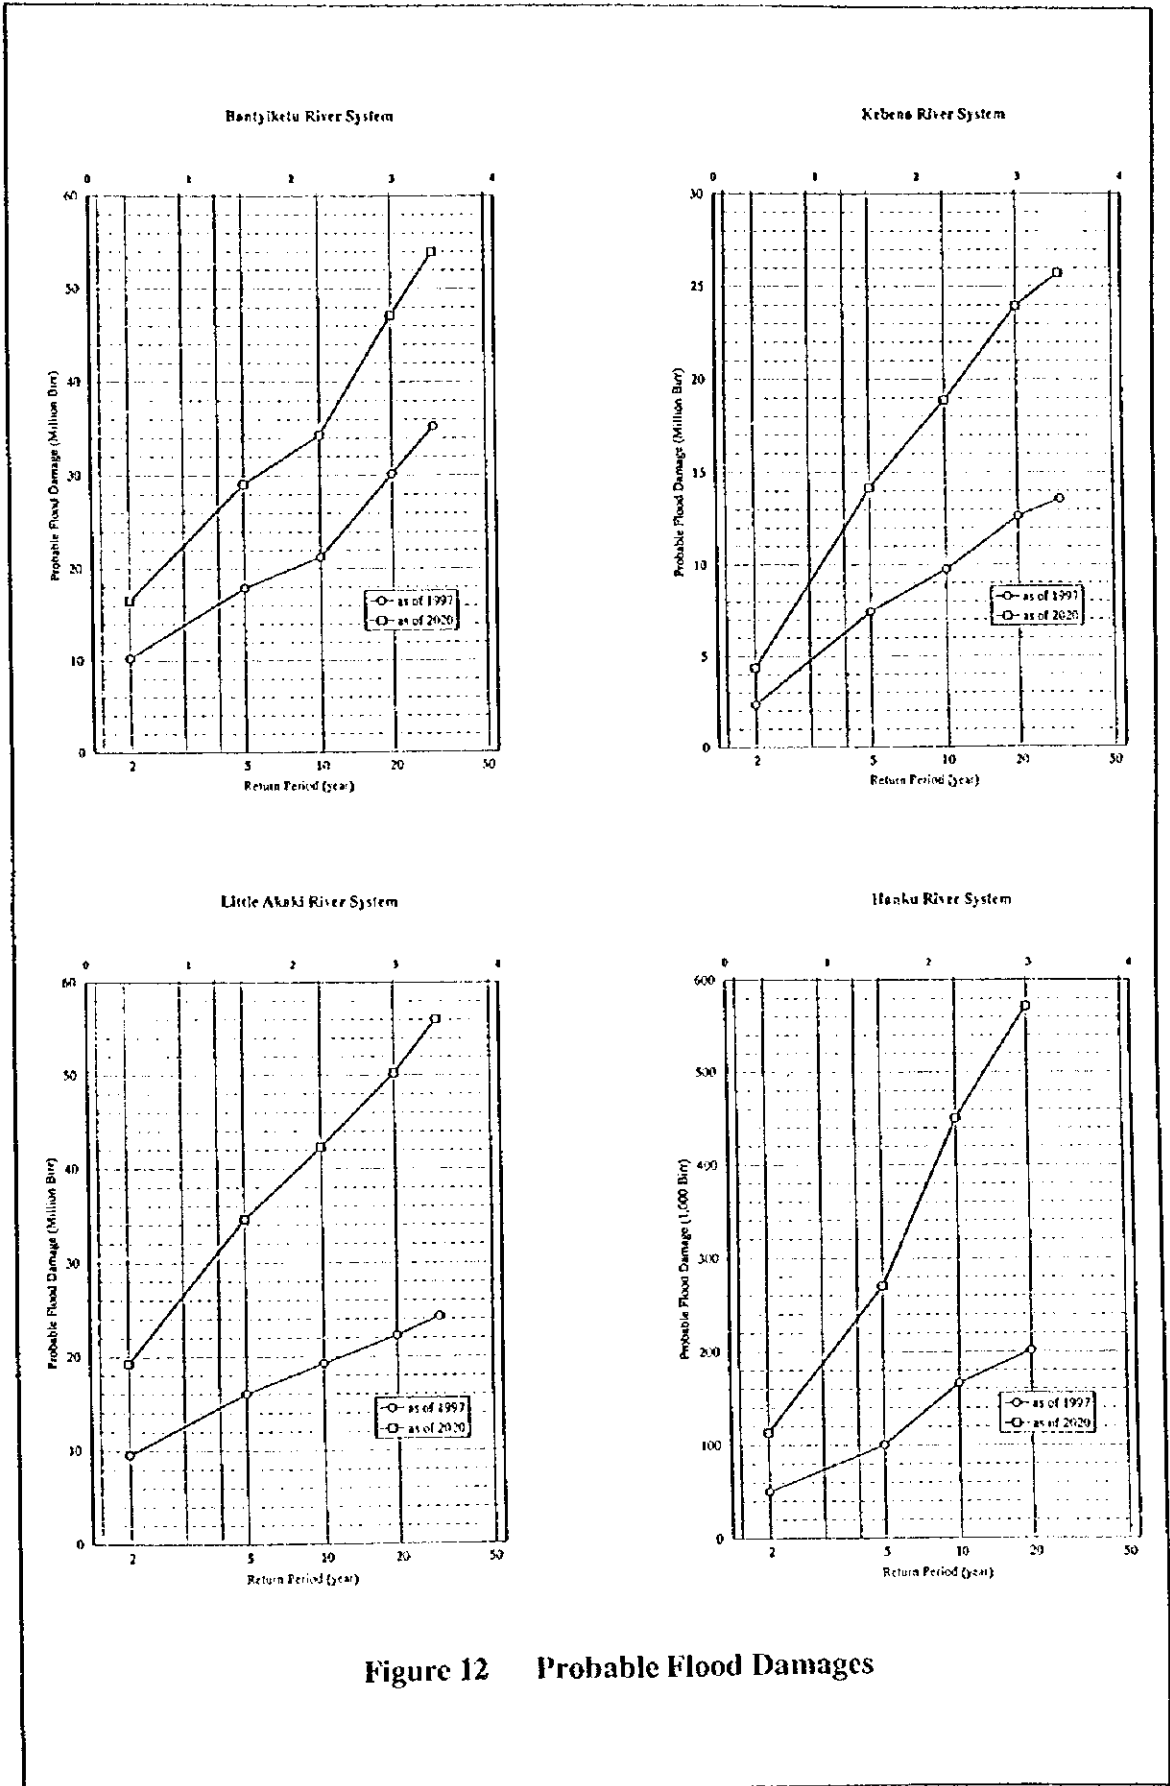 Bantyiketu River System
0 1 2 3 4
60
50
40
30
20
10
0
Probable Flood Damage (Million Birr)
as of 1997
as of 2020
2 5 10 20 50
Return Period (year)
Kebena River System
0 1 2 3 4
30
25
20
15
10
5
0
Probable Flood Damage (Million Birr)
as of 1997
as of 2020
2 5 10 20 50
Return Period (year)
Little Akaki River System
0 1 2 3 4
60
50
40
30
20
10
0
Probable Flood Damage (Million Birr)
as of 1997
as of 2020
2 5 10 20 50
Return Period (year)
Hanku River System
0 1 2 3 4
600
500
400
300
200
100
0
Probable Flood Damage (1,000 Birr)
as of 1997
as of 2020
2 5 10 20 50
Return Period (year)
Figure 12 Probable Flood Damages